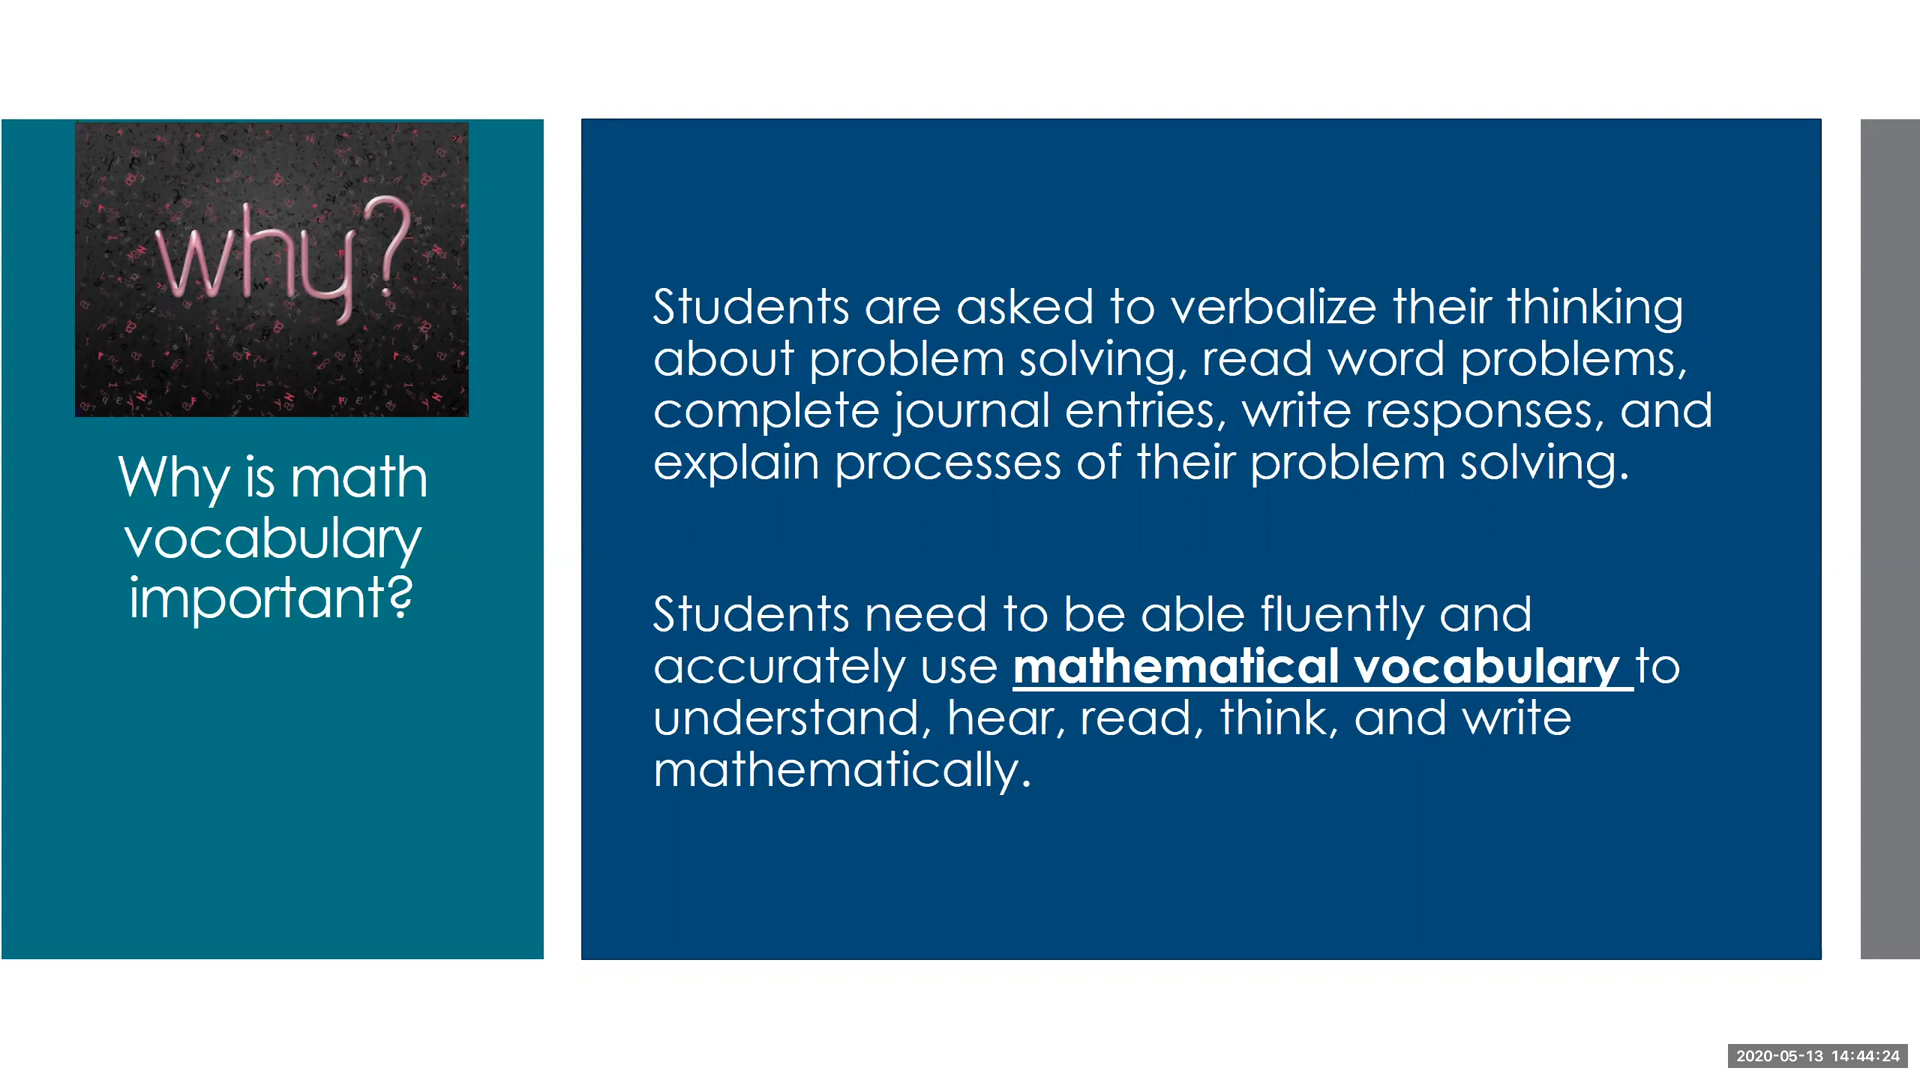 why?
Why is math
vocabulary
important?
Students are asked to verbalize their thinking
about problem solving, read word problems,
complete journal entries, write responses, and
explain processes of their problem solving.
Students need to be able fluently and
accurately use mathematical vocabulary to
understand, hear, read, think, and write
mathematically.
2020-05-13 14:44:24